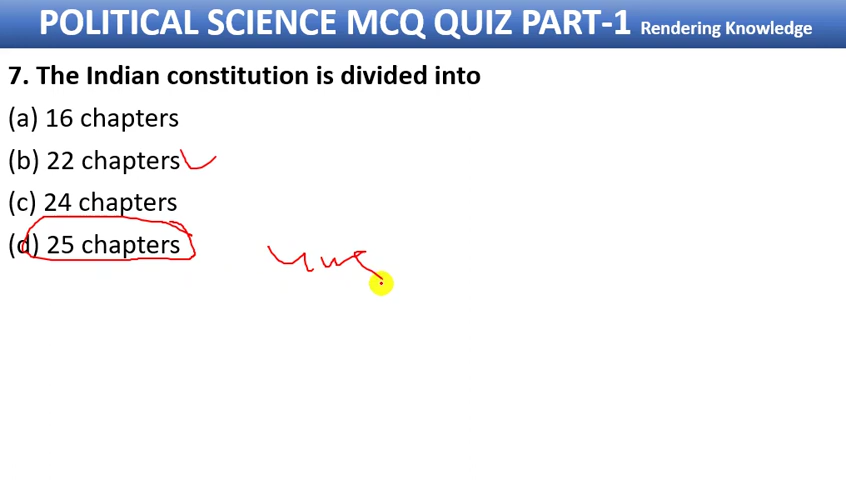 POLITICAL SCIENCE MCQ QUIZ PART-1 Rendering Knowledge
7. The Indian constitution is divided into
(a) 16 chapters
(b) 22 chapters
(c) 24 chapters
(d) 25 chapters